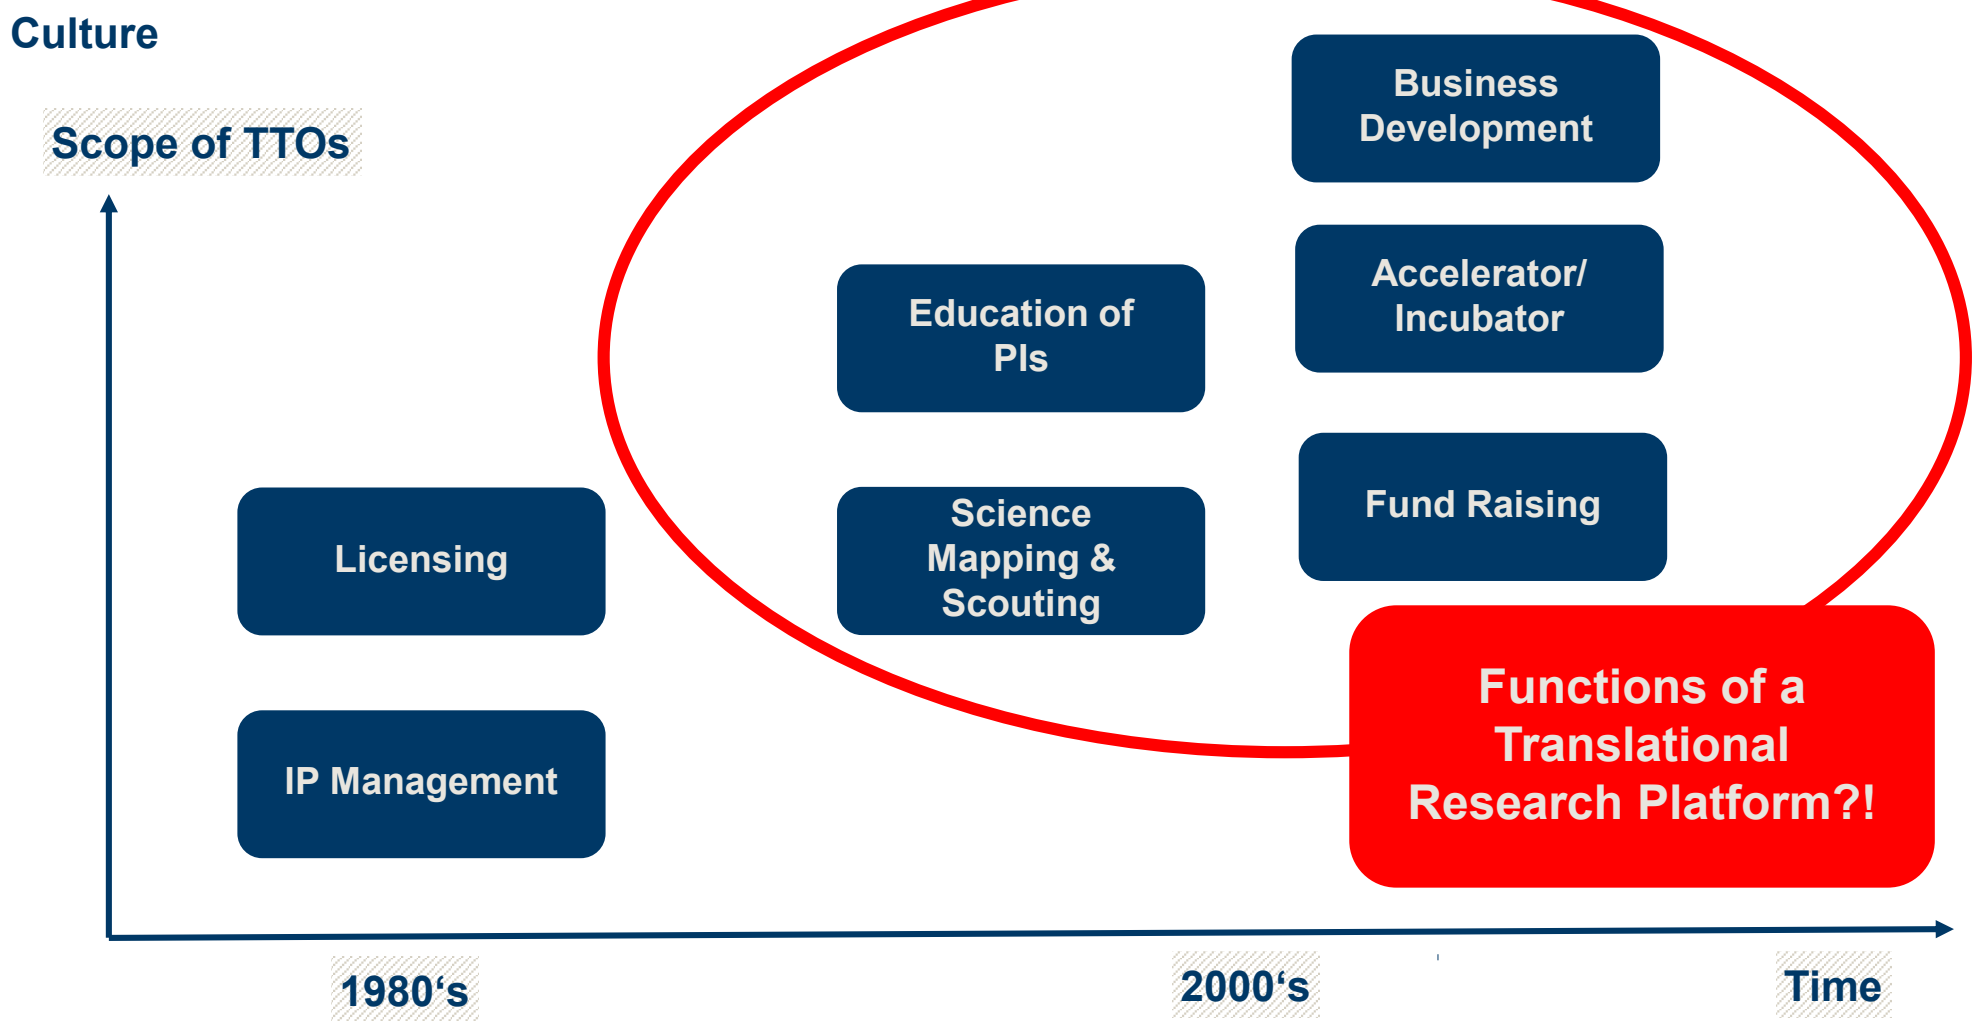 Culture
Scope of TTOs
Business
Development
Accelerator/
Incubator
Education of
PIs
Fund Raising
Science
Mapping &
Scouting
Licensing
IP Management
Functions of a
Translational
Research Platform?!
1980‘s
2000‘s
Time